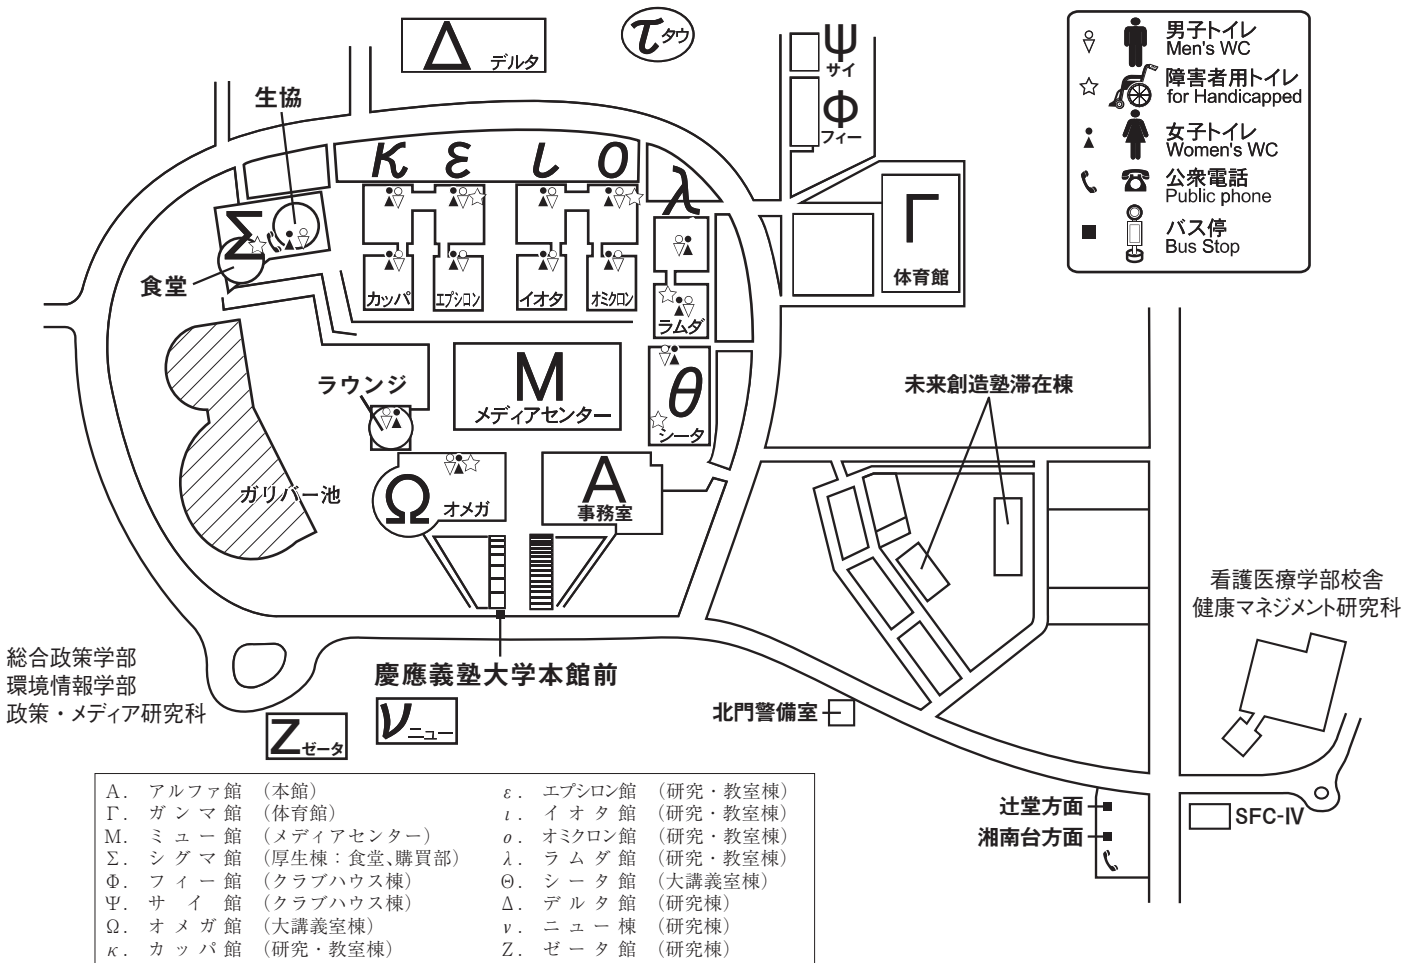 Δ デルタ
τ タウ
Ψ
サイ
Φ
フィー
男子トイレ
Men's WC
障害者用トイレ
for Handicapped
女子トイレ
Women's WC
公衆電話
Public phone
バス停
Bus Stop
生協
κ ε ι ο
λ
Σ
食堂
カッパ
エプシロン
イオタ
オミクロン
ラムダ
Γ
体育館
ラウンジ
M
メディアセンター
θ
シータ
未来創造塾滞在棟
ガリバー池
Ω オメガ
A
事務室
看護医療学部校舎
健康マネジメント研究科
総合政策学部
環境情報学部
政策・メディア研究科
慶應義塾大学本館前
Z ゼータ
ν ニュー
北門警備室
辻堂方面
湘南台方面
SFC-IV
A. アルファ館 (本館)
Γ. ガンマ館 (体育館)
M. ミュー館 (メディアセンター)
Σ. シグマ館 (厚生棟：食堂、購買部)
Φ. フィー館 (クラブハウス棟)
Ψ. サイ館 (クラブハウス棟)
Ω. オメガ館 (大講義室棟)
κ. カッパ館 (研究・教室棟)
ε. エプシロン館 (研究・教室棟)
ι. イオタ館 (研究・教室棟)
ο. オミクロン館 (研究・教室棟)
λ. ラムダ館 (研究・教室棟)
Θ. シータ館 (大講義室棟)
Δ. デルタ館 (研究棟)
ν. ニュー棟 (研究棟)
Z. ゼータ館 (研究棟)